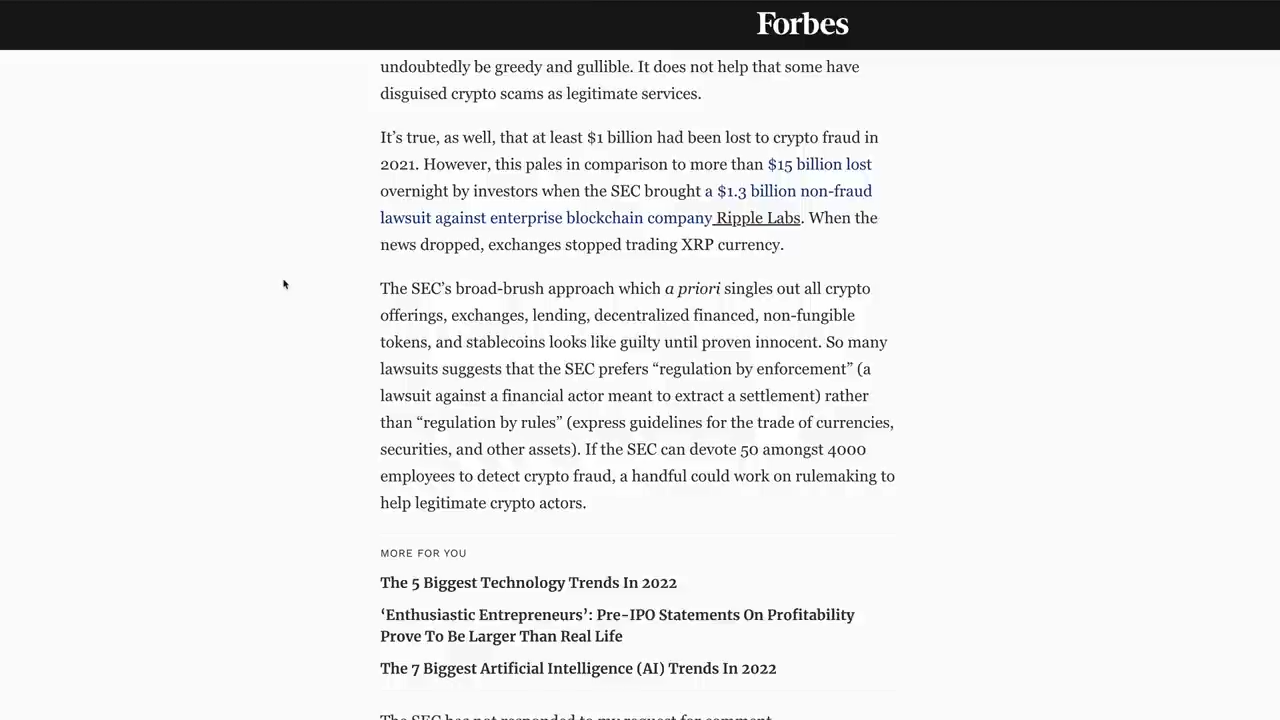 Forbes
undoubtedly be greedy and gullible. It does not help that some have
disguised crypto scams as legitimate services.
It’s true, as well, that at least $1 billion had been lost to crypto fraud in
2021. However, this pales in comparison to more than $15 billion lost
overnight by investors when the SEC brought a $1.3 billion non-fraud
lawsuit against enterprise blockchain company Ripple Labs. When the
news dropped, exchanges stopped trading XRP currency.
The SEC’s broad-brush approach which a priori singles out all crypto
offerings, exchanges, lending, decentralized financed, non-fungible
tokens, and stablecoins looks like guilty until proven innocent. So many
lawsuits suggests that the SEC prefers “regulation by enforcement” (a
lawsuit against a financial actor meant to extract a settlement) rather
than “regulation by rules” (express guidelines for the trade of currencies,
securities, and other assets). If the SEC can devote 50 amongst 4000
employees to detect crypto fraud, a handful could work on rulemaking to
help legitimate crypto actors.
MORE FOR YOU
The 5 Biggest Technology Trends In 2022
‘Enthusiastic Entrepreneurs’: Pre-IPO Statements On Profitability
Prove To Be Larger Than Real Life
The 7 Biggest Artificial Intelligence (AI) Trends In 2022
The SEC has not responded to my request for comment